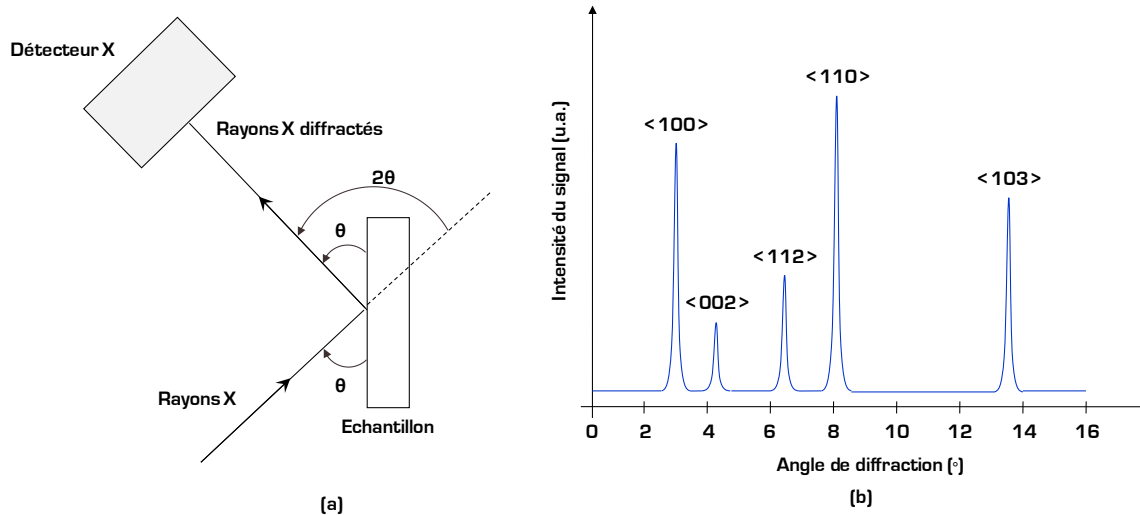 Détecteur X
Rayons X diffractés
2θ
θ
θ
Rayons X
Echantillon
(a)
Intensité du signal (u.a.)
<100>
<002>
<112>
<110>
<103>
0 2 4 6 8 10 12 14 16
Angle de diffraction (°)
(b)